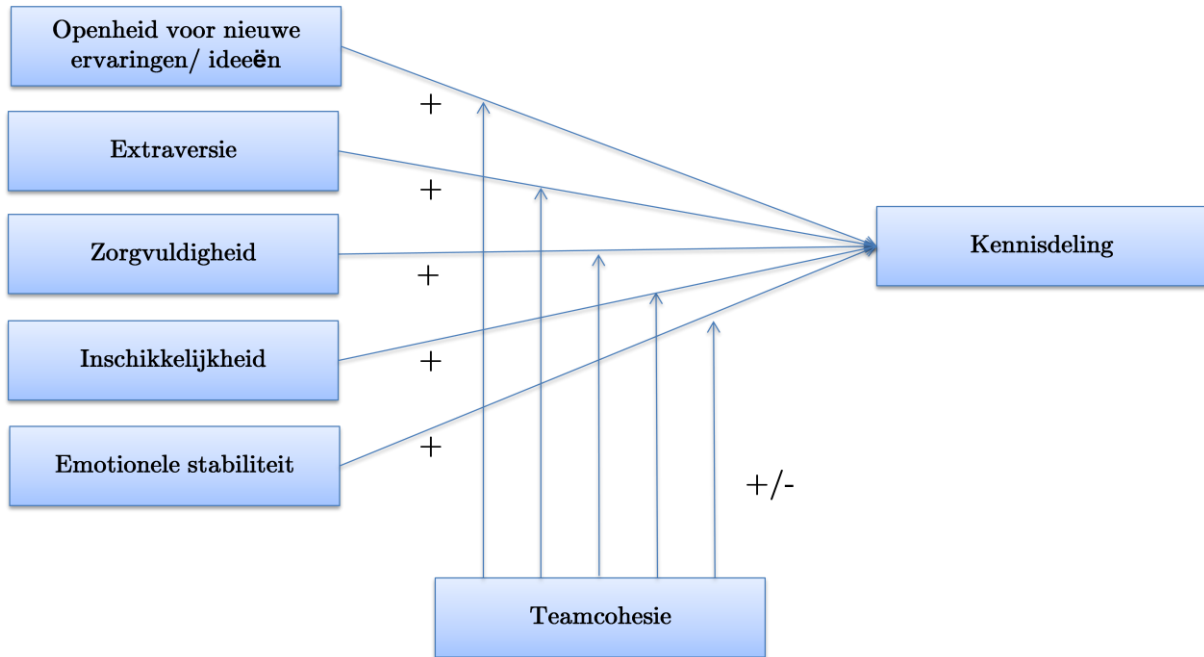 Openheid voor nieuwe
ervaringen/ ideeën
+
Extraversie
+
Zorgvuldigheid
+
Kennisdeling
Inschikkelijkheid
+
Emotionele stabiliteit
+
+/-
Teamcohesie